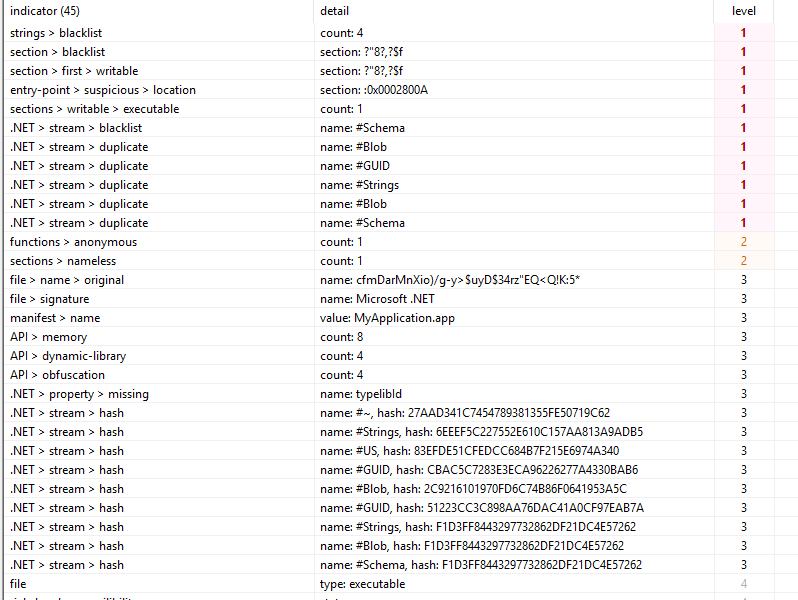 indicator (45) detail level
strings > blacklist count: 4 1
section > blacklist section: ?"8?,?$f 1
section > first > writable section: ?"8?,?$f 1
entry-point > suspicious > location section: :0x0002800A 1
sections > writable > executable count: 1 1
.NET > stream > blacklist name: #Schema 1
.NET > stream > duplicate name: #Blob 1
.NET > stream > duplicate name: #GUID 1
.NET > stream > duplicate name: #Strings 1
.NET > stream > duplicate name: #Blob 1
.NET > stream > duplicate name: #Schema 1
functions > anonymous count: 1 2
sections > nameless count: 1 2
file > name > original name: cfmDarMnXio)/g-y>$uyD$34rz"EQ<Q!K:5* 3
file > signature name: Microsoft .NET 3
manifest > name value: MyApplication.app 3
API > memory count: 8 3
API > dynamic-library count: 4 3
API > obfuscation count: 4 3
.NET > property > missing name: typelibId 3
.NET > stream > hash name: #~, hash: 27AAD341C7454789381355FE50719C62 3
.NET > stream > hash name: #Strings, hash: 6EEEF5C227552E610C157AA813A9ADB5 3
.NET > stream > hash name: #US, hash: 83EFDE51CFEDCC684B7F215E6974A340 3
.NET > stream > hash name: #GUID, hash: CBAC5C7283E3ECA96226277A4330BAB6 3
.NET > stream > hash name: #Blob, hash: 2C9216101970FD6C74B86F0641953A5C 3
.NET > stream > hash name: #GUID, hash: 51223CC3C898AA76DAC41A0CF97EAB7A 3
.NET > stream > hash name: #Strings, hash: F1D3FF8443297732862DF21DC4E57262 3
.NET > stream > hash name: #Blob, hash: F1D3FF8443297732862DF21DC4E57262 3
.NET > stream > hash name: #Schema, hash: F1D3FF8443297732862DF21DC4E57262 3
file type: executable 4